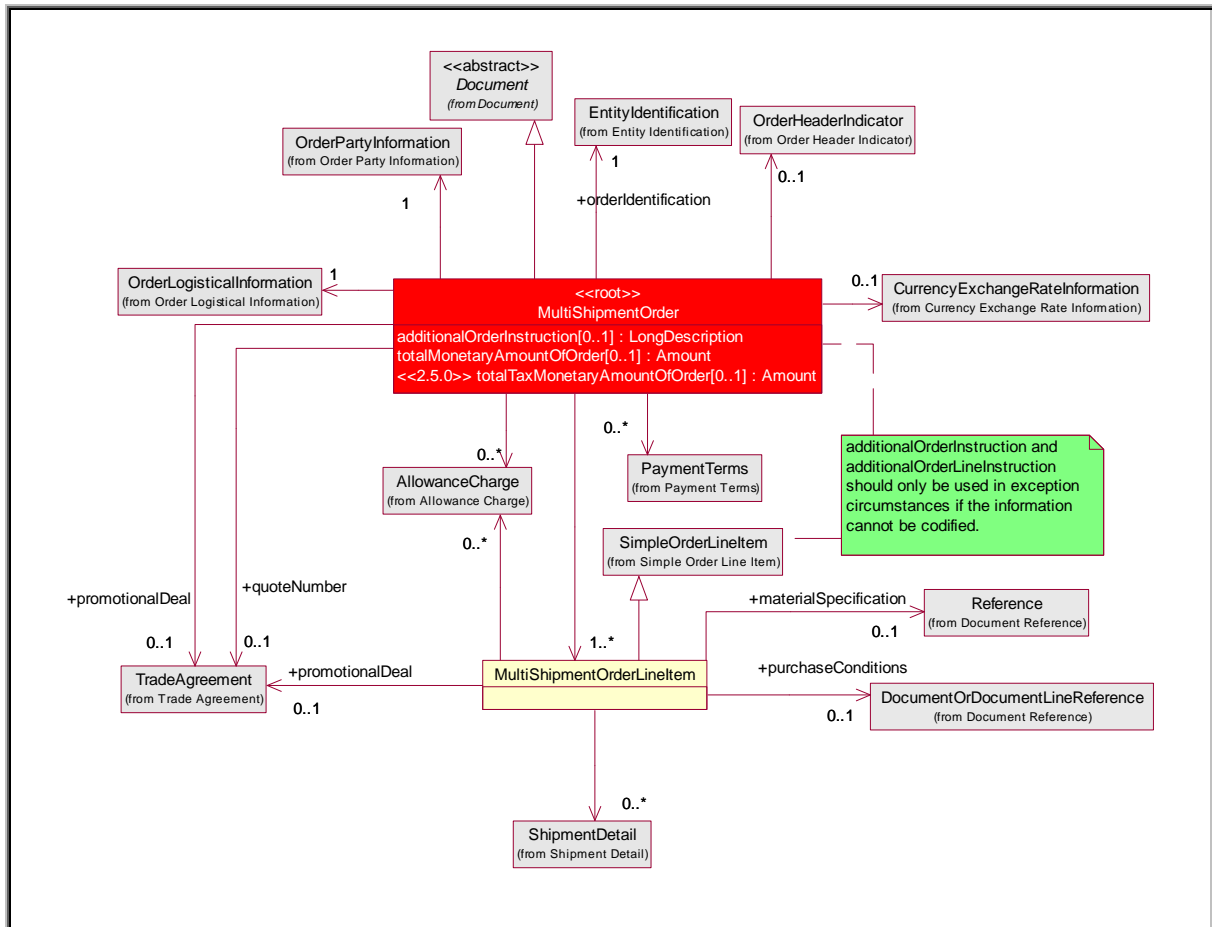 <<abstract>>
Document
(from Document)
EntityIdentification
(from Entity Identification)
OrderHeaderIndicator
(from Order Header Indicator)
OrderPartyInformation
(from Order Party Information)
1
1
0..1
+orderIdentification
OrderLogisticalInformation
(from Order Logistical Information)
1
<<root>>
MultiShipmentOrder
additionalOrderInstruction[0..1] : LongDescription
totalMonetaryAmountOfOrder[0..1] : Amount
<<2.5.0>> totalTaxMonetaryAmountOfOrder[0..1] : Amount
0..1
CurrencyExchangeRateInformation
(from Currency Exchange Rate Information)
0..*
0..*
AllowanceCharge
(from Allowance Charge)
0..*
PaymentTerms
(from Payment Terms)
additionalOrderInstruction and
additionalOrderLineInstruction
should only be used in exception
circumstances if the information
cannot be codified.
SimpleOrderLineItem
(from Simple Order Line Item)
+promotionalDeal
0..1
+quoteNumber
0..1
1..*
+materialSpecification
0..1
Reference
(from Document Reference)
TradeAgreement
(from Trade Agreement)
+promotionalDeal
0..1
MultiShipmentOrderLineItem
+purchaseConditions
0..1
DocumentOrDocumentLineReference
(from Document Reference)
0..*
ShipmentDetail
(from Shipment Detail)